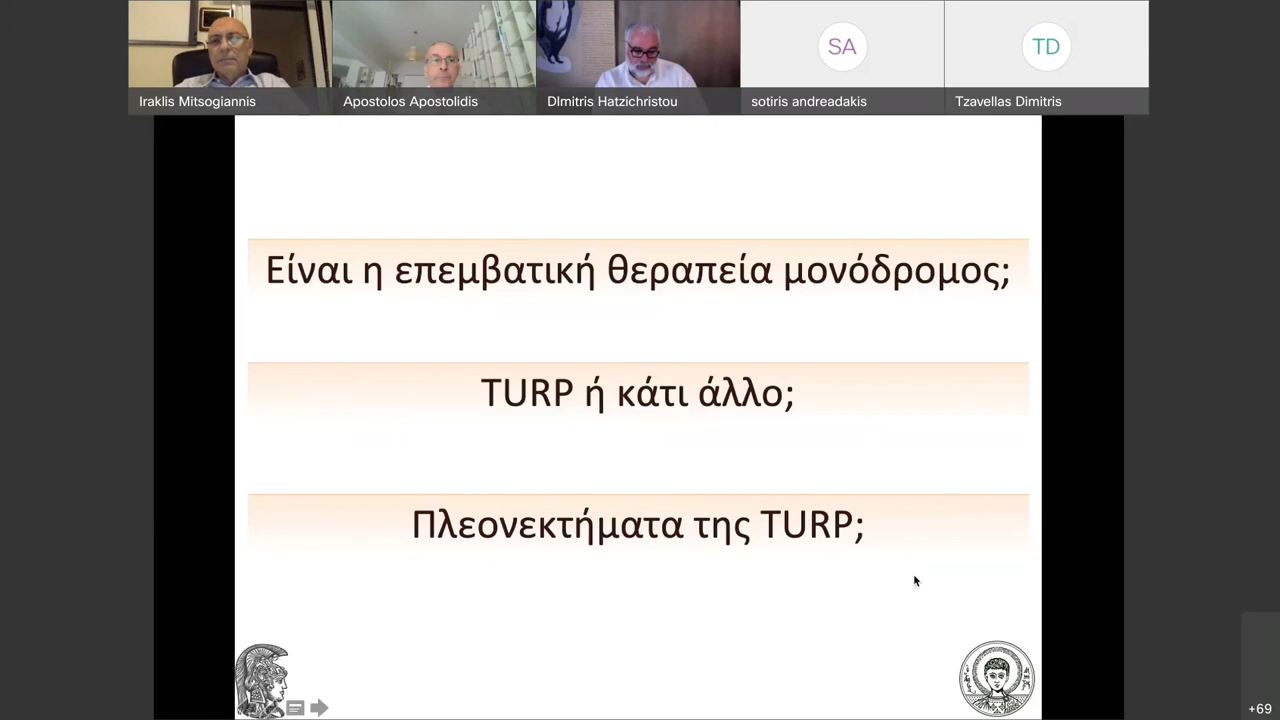 Iraklis Mitsogiannis
Apostolos Apostolidis
DImitris Hatzichristou
SA
sotiris andreadakis
TD
Tzavellas Dimitris
Είναι η επεμβατική θεραπεία μονόδρομος;
TURP ή κάτι άλλο;
Πλεονεκτήματα της TURP;
+69